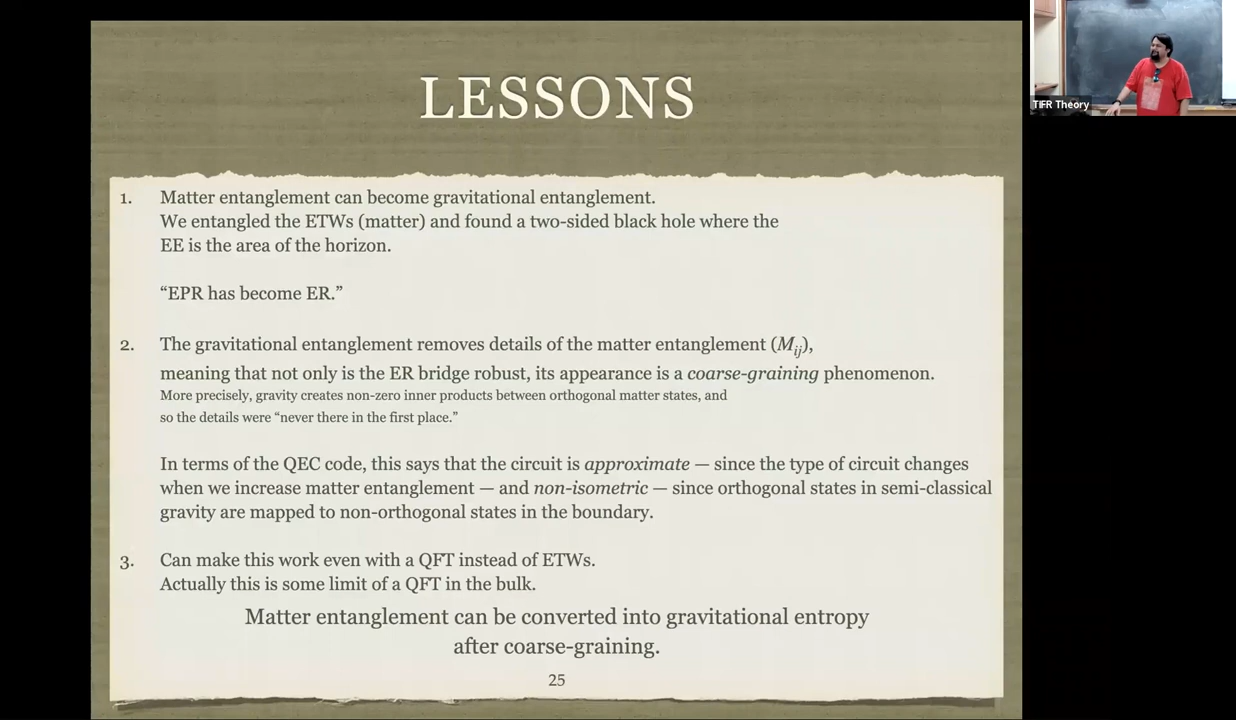 LESSONS
TIFR Theory
1. Matter entanglement can become gravitational entanglement.
We entangled the ETWs (matter) and found a two-sided black hole where the
EE is the area of the horizon.
“EPR has become ER.”
2. The gravitational entanglement removes details of the matter entanglement (M_{ij}),
meaning that not only is the ER bridge robust, its appearance is a coarse-graining phenomenon.
More precisely, gravity creates non-zero inner products between orthogonal matter states, and
so the details were “never there in the first place.”
In terms of the QEC code, this says that the circuit is approximate — since the type of circuit changes
when we increase matter entanglement — and non-isometric — since orthogonal states in semi-classical
gravity are mapped to non-orthogonal states in the boundary.
3. Can make this work even with a QFT instead of ETWs.
Actually this is some limit of a QFT in the bulk.
Matter entanglement can be converted into gravitational entropy
after coarse-graining.
25